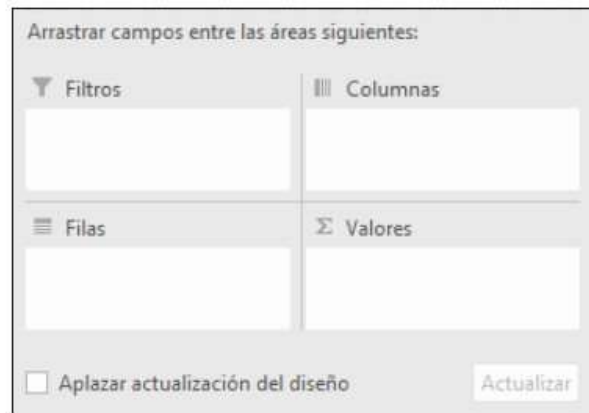 Arrastrar campos entre las áreas siguientes:
Filtros
Columnas
Filas
Σ Valores
Aplazar actualización del diseño
Actualizar